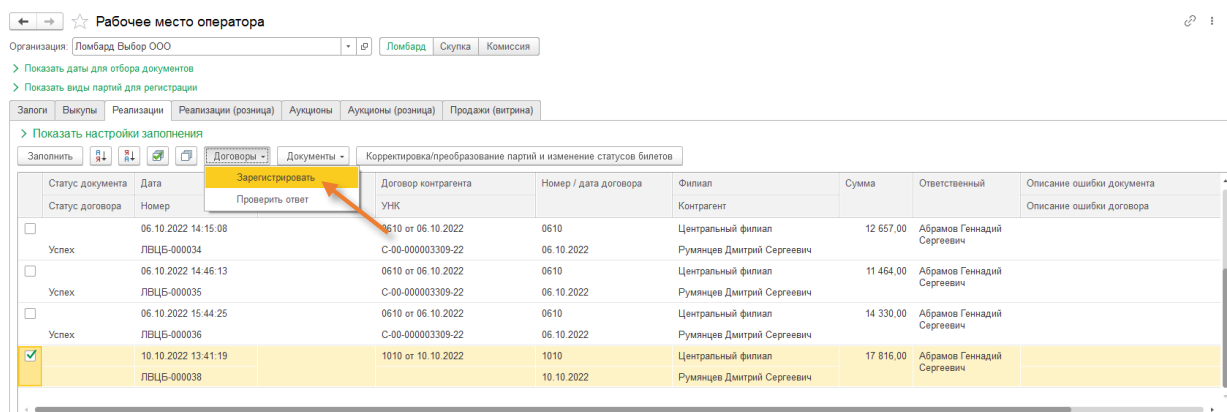 Рабочее место оператора
Организация: Ломбард Выбор ООО Ломбард Скупка Комиссия
Показать даты для отбора документов
Показать виды партий для регистрации
Залоги Выкупы Реализации Реализации (розница) Аукционы Аукционы (розница) Продажи (витрина)
Показать настройки заполнения
Заполнить Договоры Документы Корректировка/преобразование партий и изменение статусов билетов
Зарегистрировать
Проверить ответ
Статус документа Дата Договор контрагента Номер / дата договора Филиал Сумма Ответственный Описание ошибки документа
Статус договора Номер УНК Контрагент Описание ошибки договора
06.10.2022 14:15:08 0610 от 06.10.2022 0610 Центральный филиал 12 657,00 Абрамов Геннадий
Сергеевич
Успех ЛВЦБ-000034 С-00-000003309-22 06.10.2022 Румянцев Дмитрий Сергеевич
06.10.2022 14:46:13 0610 от 06.10.2022 0610 Центральный филиал 11 464,00 Абрамов Геннадий
Сергеевич
Успех ЛВЦБ-000035 С-00-000003309-22 06.10.2022 Румянцев Дмитрий Сергеевич
06.10.2022 15:44:25 0610 от 06.10.2022 0610 Центральный филиал 14 330,00 Абрамов Геннадий
Сергеевич
Успех ЛВЦБ-000036 С-00-000003309-22 06.10.2022 Румянцев Дмитрий Сергеевич
10.10.2022 13:41:19 1010 от 10.10.2022 1010 Центральный филиал 17 816,00 Абрамов Геннадий
Сергеевич
ЛВЦБ-000038 10.10.2022 Румянцев Дмитрий Сергеевич